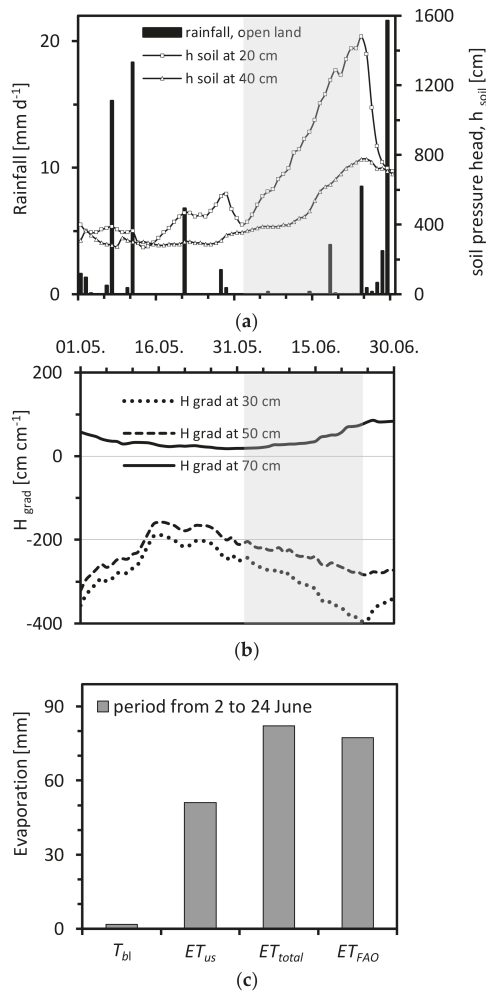 20
10
0
Rainfall [mm d-1]
rainfall, open land
h soil at 20 cm
h soil at 40 cm
1600
1200
800
400
0
soil pressure head, h soil [cm]
(a)
01.05. 16.05. 31.05. 15.06. 30.06.
200
0
-200
-400
H grad [cm cm-1]
H grad at 30 cm
H grad at 50 cm
H grad at 70 cm
(b)
90
60
30
0
Evaporation [mm]
period from 2 to 24 June
Tbl ETus ETtotal ETFAO
(c)